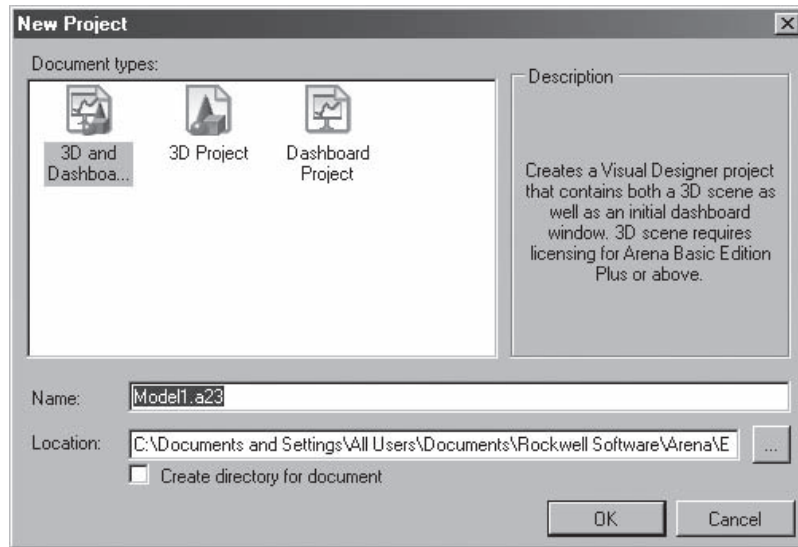 New Project
Document types:
3D and
Dashboa...
3D Project
Dashboard
Project
Description
Creates a Visual Designer project
that contains both a 3D scene as
well as an initial dashboard
window. 3D scene requires
licensing for Arena Basic Edition
Plus or above.
Name:
Model1.a23
Location:
C:\Documents and Settings\All Users\Documents\Rockwell Software\Arena\E
...
Create directory for document
OK
Cancel